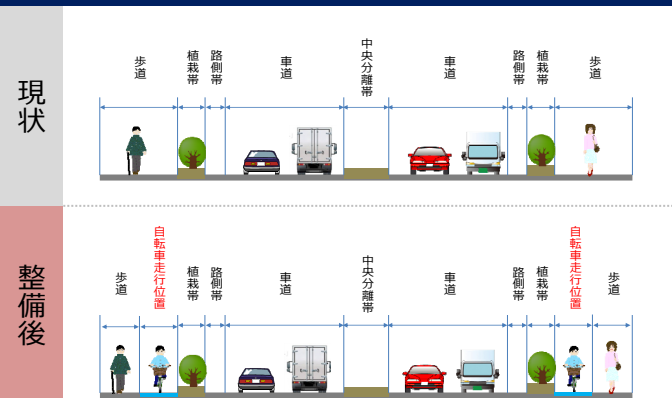 現状
歩道
植栽帯
路側帯
車道
中央分離帯
車道
路側帯
植栽帯
歩道
整備後
歩道
自転車走行位置
植栽帯
路側帯
車道
中央分離帯
車道
路側帯
植栽帯
自転車走行位置
歩道